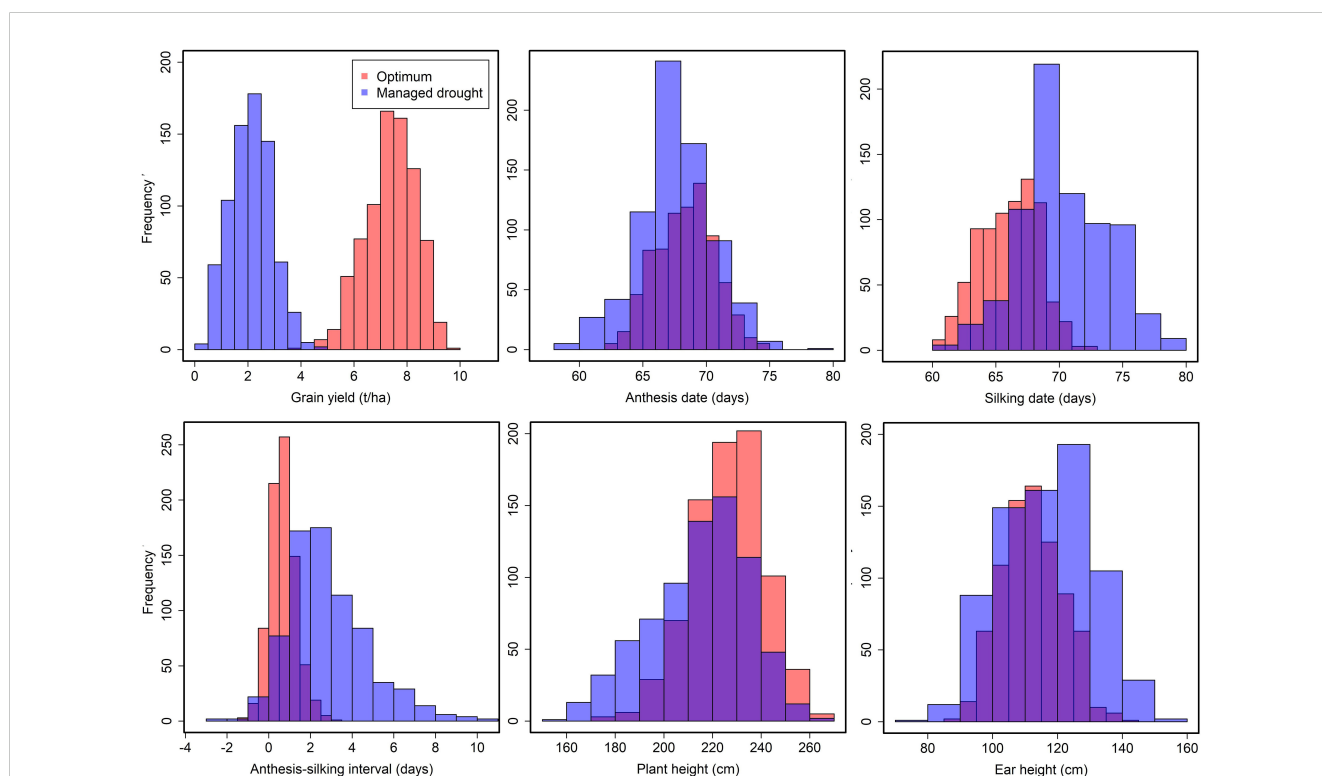 200
150
100
50
0
Frequency
Optimum
Managed drought
0 2 4 6 8 10
Grain yield (t/ha)
200
150
100
50
0
60 65 70 75 80
Anthesis date (days)
200
150
100
50
0
60 65 70 75 80
Silking date (days)
250
200
150
100
50
0
Frequency
-4 -2 0 2 4 6 8 10
Anthesis-silking interval (days)
200
150
100
50
0
160 180 200 220 240 260
Plant height (cm)
200
150
100
50
0
80 100 120 140 160
Ear height (cm)